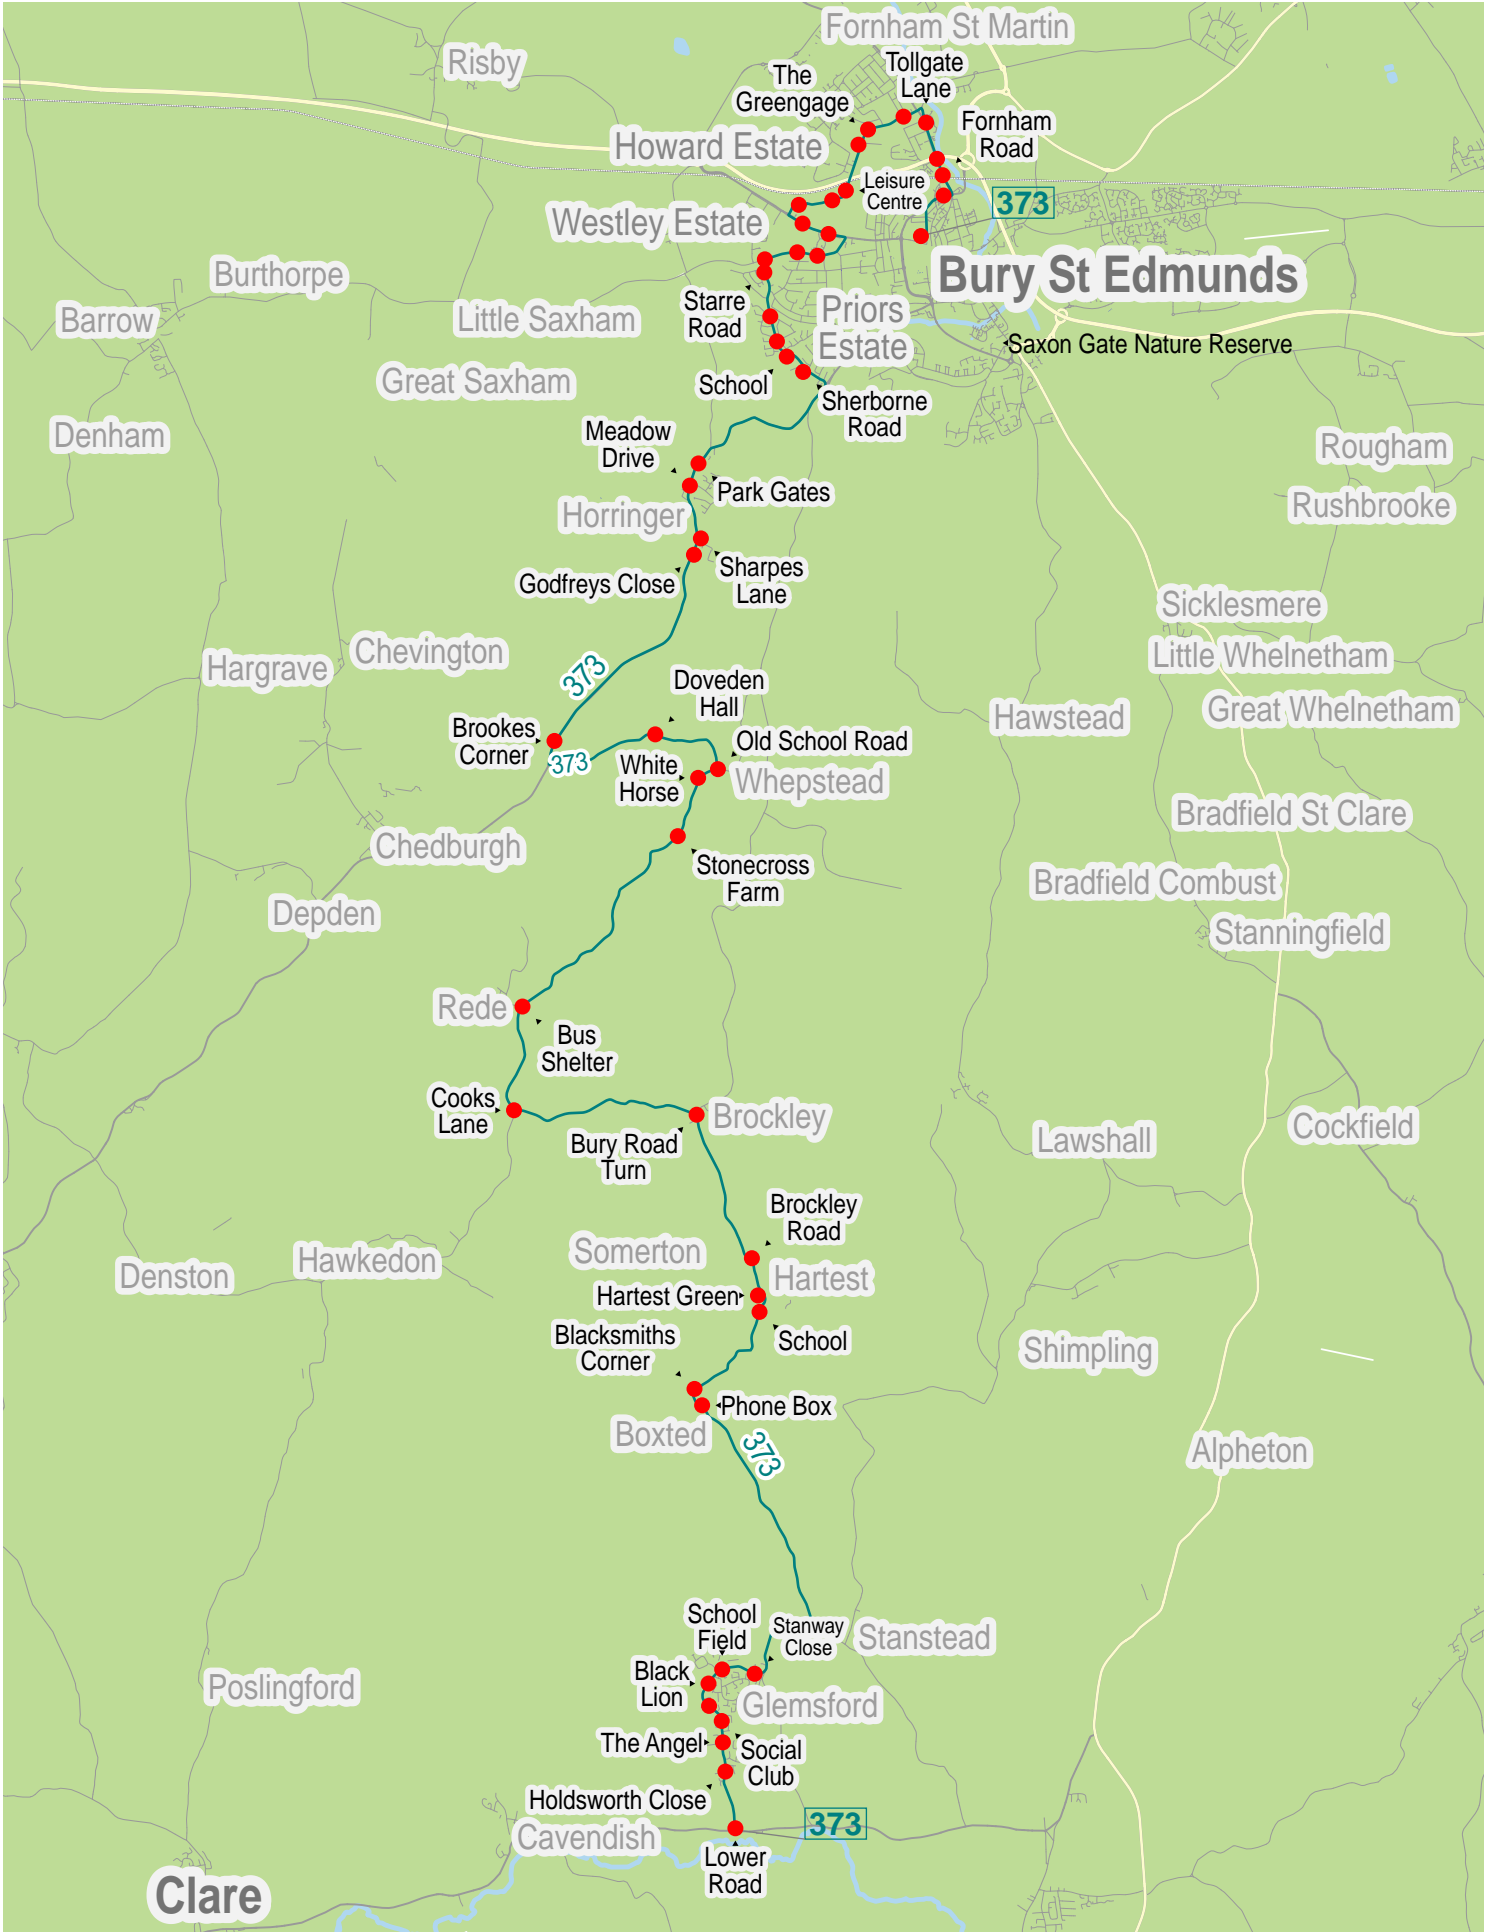 Fornham St Martin
Risby
Tollgate
Lane
The
Greengage
Fornham
Road
Howard Estate
Leisure
Centre
373
Westley Estate
Bury St Edmunds
Burthorpe
Starre
Road
Priors
Estate
Barrow
Little Saxham
Saxon Gate Nature Reserve
Great Saxham
School
Sherborne
Road
Denham
Meadow
Drive
Rougham
Park Gates
Rushbrooke
Horringer
Sharpes
Lane
Godfreys Close
Sicklesmere
Chevington
Hargrave
Little Whelnetham
373
Doveden
Hall
Great Whelnetham
Hawstead
Brookes
Corner
Old School Road
373
White
Horse
Whepstead
Bradfield St Clare
Chedburgh
Stonecross
Farm
Bradfield Combust
Depden
Stanningfield
Rede
Bus
Shelter
Cooks
Lane
Brockley
Bury Road
Turn
Lawshall
Cockfield
Brockley
Road
Somerton
Hawkedon
Denston
Hartest
Hartest Green
School
Blacksmiths
Corner
Shimpling
Phone Box
Boxted
373
Alpheton
School
Field
Stanway
Close
Stanstead
Black
Lion
Poslingford
Glemsford
The Angel
Social
Club
Holdsworth Close
373
Cavendish
Lower
Road
Clare